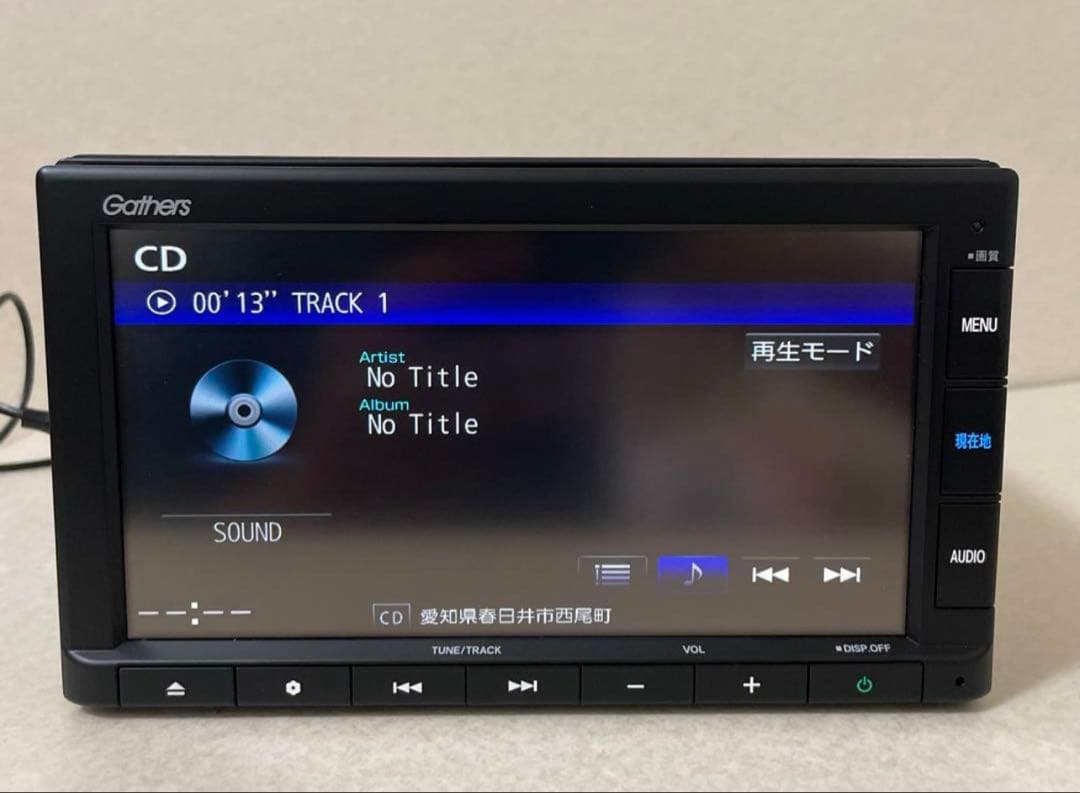 Gathers
CD
■画質
00'13'' TRACK 1
MENU
再生モード
Artist
No Title
Album
No Title
現在地
SOUND
AUDIO
--:--
CD 愛知県春日井市西尾町
TUNE/TRACK VOL ■DISP.OFF